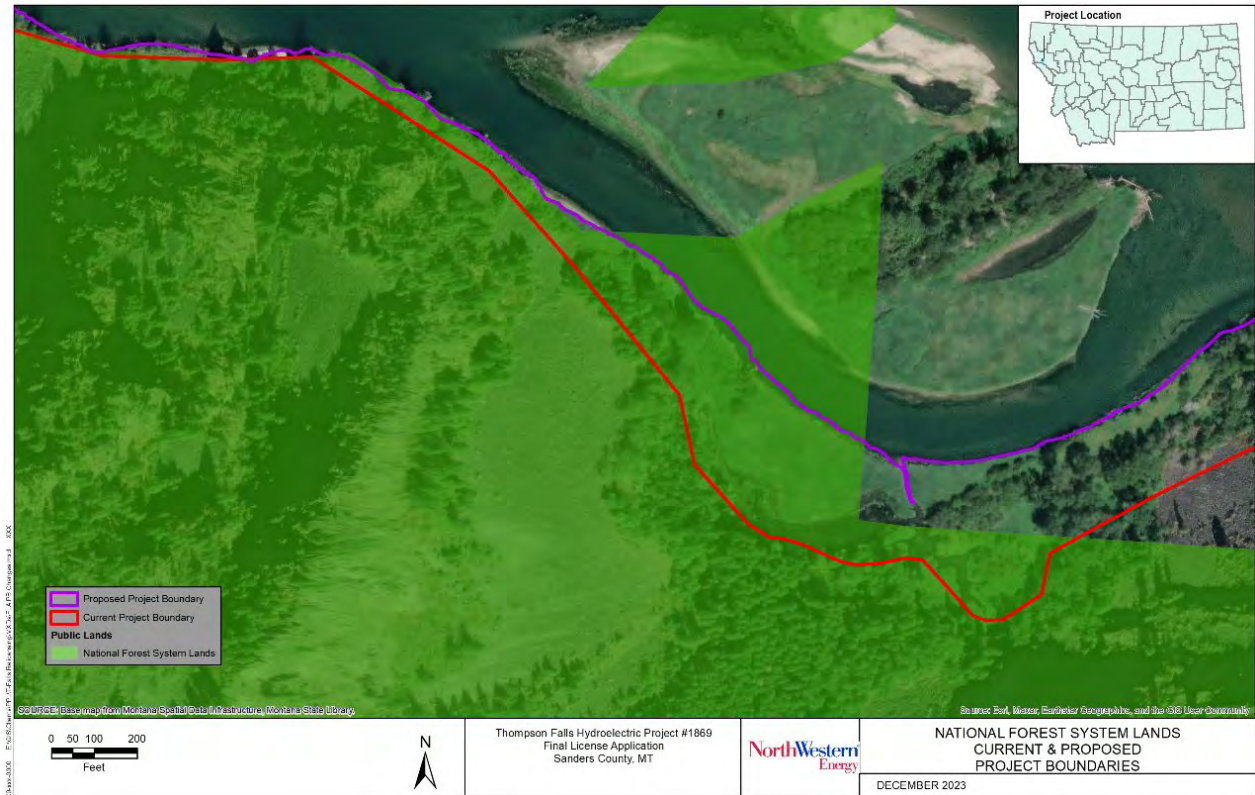 Project Location
Proposed Project Boundary
Current Project Boundary
Public Lands
National Forest System Lands
SOURCE: Base map from Montana Spatial Data Infrastructure, Montana State Library.
Source: Esri, Maxar, Earthstar Geographics, and the GIS User Community
0 50 100 200
Feet
N
Thompson Falls Hydroelectric Project #1869
Final License Application
Sanders County, MT
NorthWestern
Energy
NATIONAL FOREST SYSTEM LANDS
CURRENT & PROPOSED
PROJECT BOUNDARIES
DECEMBER 2023